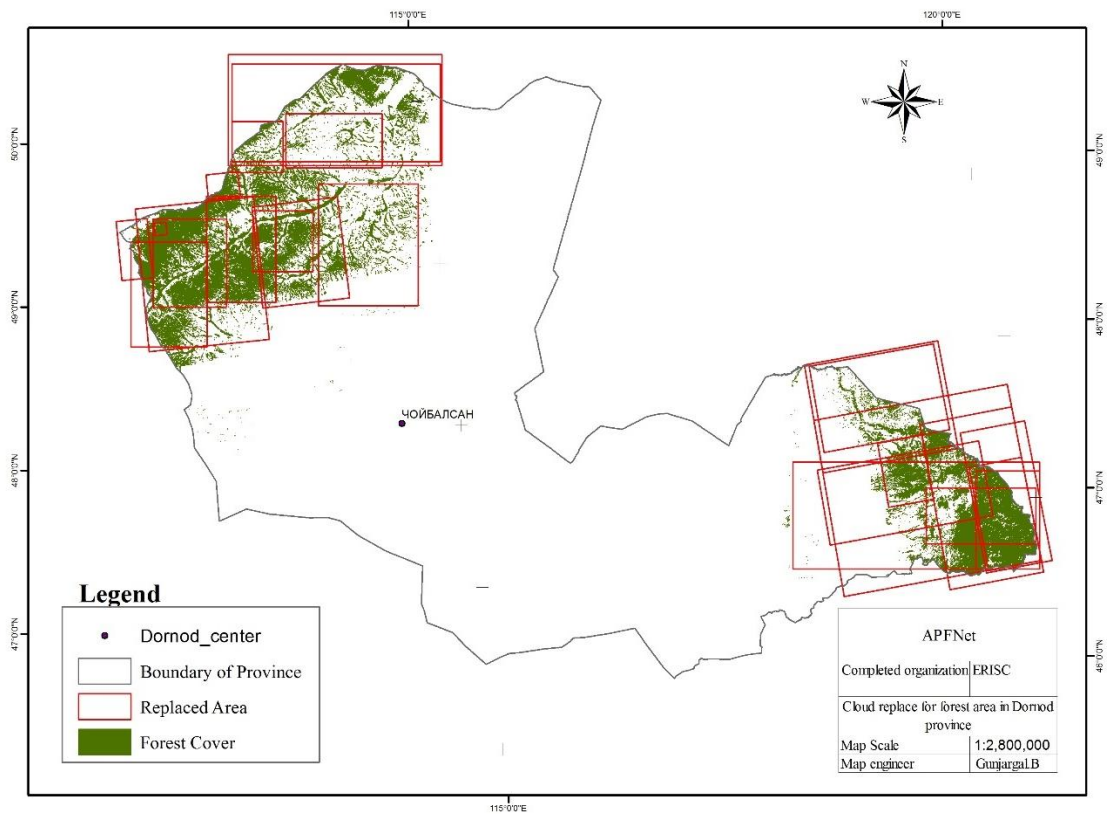 115°0'0"E
120°0'0"E
N
W
E
S
50°0'0"N
49°0'0"N
49°0'0"N
48°0'0"N
ЧОЙБАЛСАН
48°0'0"N
47°0'0"N
47°0'0"N
46°0'0"N
Legend
Dornod_center
Boundary of Province
Replaced Area
Forest Cover
APFNet
Completed organization ERISC
Cloud replace for forest area in Dornod
province
Map Scale 1:2,800,000
Map engineer Gunjargal.B
115°0'0"E